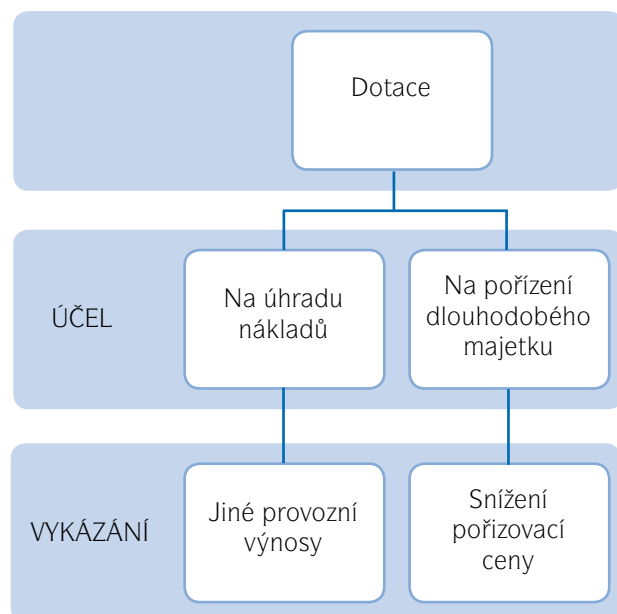 Dotace
ÚČEL
Na úhradu
nákladů
Na pořízení
dlouhodobého
majetku
VYKÁZÁNÍ
Jiné provozní
výnosy
Snížení
pořizovací
ceny